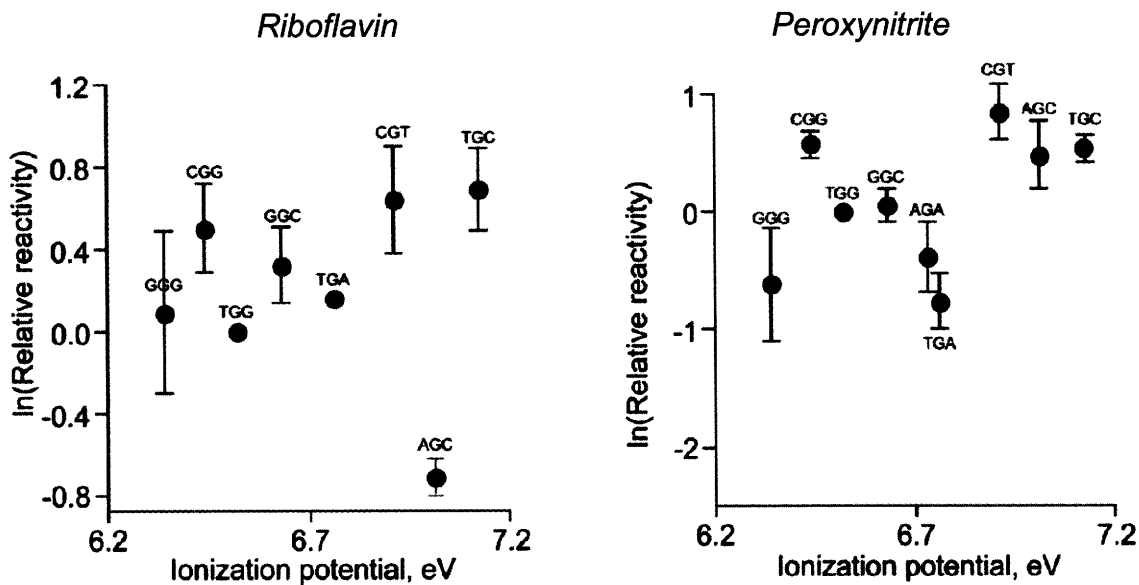 Riboflavin
ln(Relative reactivity)
1.2
0.8
0.4
0.0
-0.4
-0.8
6.2
6.7
7.2
Ionization potential, eV
GGG
CGG
TGG
GGC
TGA
CGT
AGC
TGC
Peroxynitrite
ln(Relative reactivity)
1
0
-1
-2
6.2
6.7
7.2
Ionization potential, eV
GGG
CGG
TGG
GGC
AGA
TGA
CGT
AGC
TGC